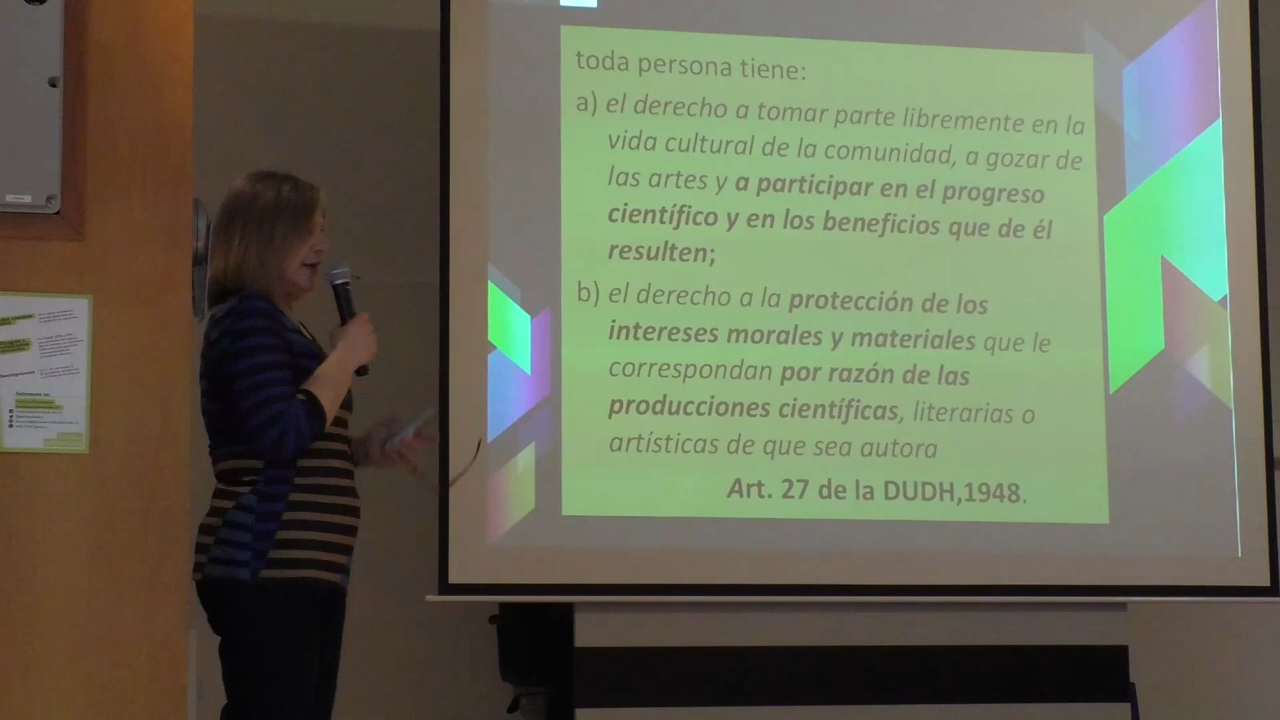 toda persona tiene:
a) el derecho a tomar parte libremente en la
vida cultural de la comunidad, a gozar de
las artes y a participar en el progreso
científico y en los beneficios que de él
resulten;
b) el derecho a la protección de los
intereses morales y materiales que le
correspondan por razón de las
producciones científicas, literarias o
artísticas de que sea autora
Art. 27 de la DUDH,1948.